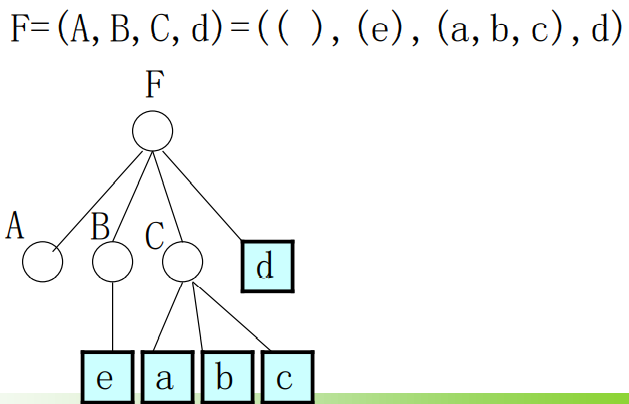 F=(A,B,C,d)=(( ),(e),(a,b,c),d)
F
A B C d
e a b c